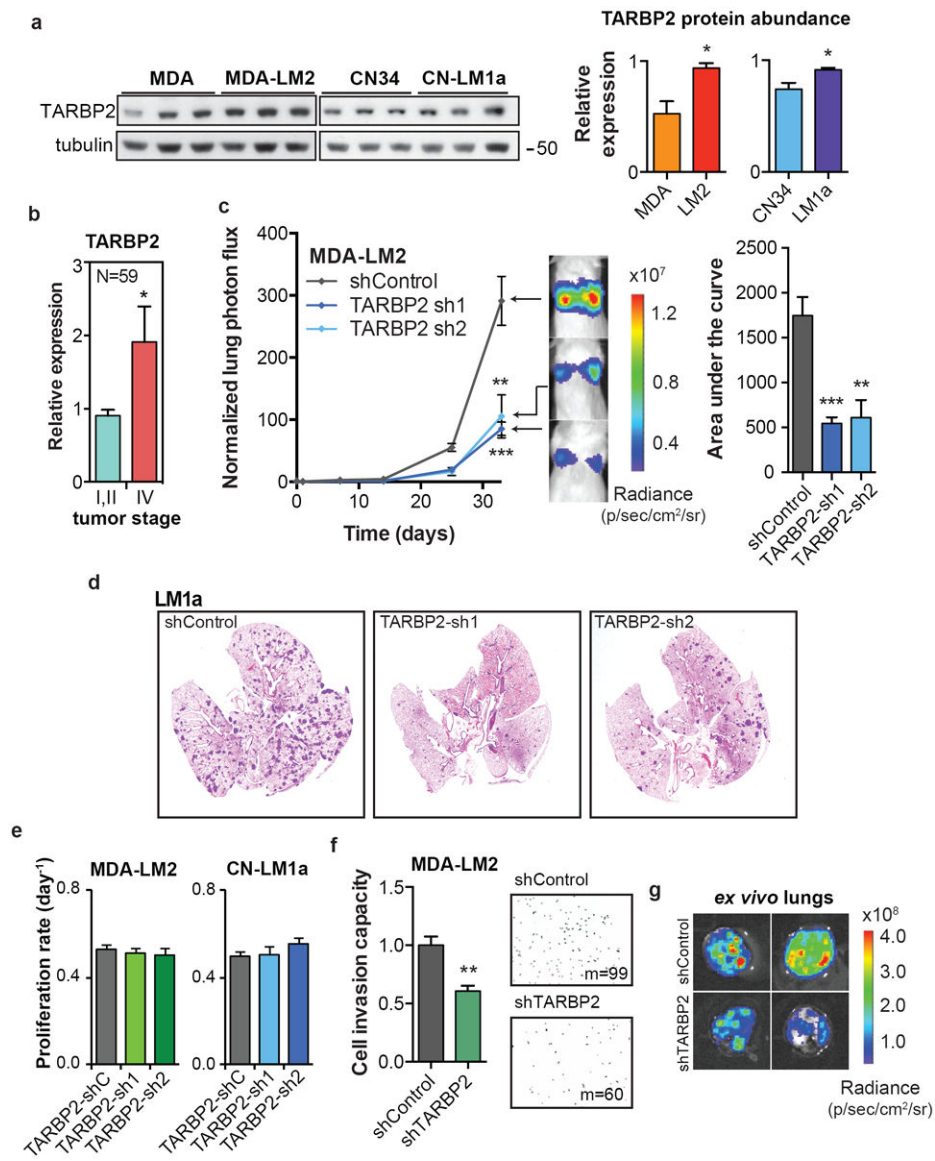 a
MDA
MDA-LM2
CN34
CN-LM1a
TARBP2
tubulin
-50
TARBP2 protein abundance
Relative
expression
1
0
*
MDA
LM2
1
0
*
CN34
LM1a
b
TARBP2
N=59
*
Relative expression
3
2
1
0
I,II
IV
tumor stage
c
Normalized lung photon flux
400
300
200
100
0
MDA-LM2
shControl
TARBP2 sh1
TARBP2 sh2
**
***
0
10
20
30
Time (days)
x10⁷
1.2
0.8
0.4
Radiance
(p/sec/cm²/sr)
Area under the curve
2500
2000
1500
1000
500
0
***
**
shControl
TARBP2-sh1
TARBP2-sh2
d
LM1a
shControl
TARBP2-sh1
TARBP2-sh2
e
Proliferation rate (day⁻¹)
MDA-LM2
0.8
0.4
0.0
TARBP2-shC
TARBP2-sh1
TARBP2-sh2
CN-LM1a
0.8
0.4
0.0
TARBP2-shC
TARBP2-sh1
TARBP2-sh2
f
MDA-LM2
Cell invasion capacity
1.5
1.0
0.5
0.0
**
shControl
shTARBP2
shControl
m=99
shTARBP2
m=60
g
ex vivo lungs
shControl
shTARBP2
x10⁸
4.0
3.0
2.0
1.0
Radiance
(p/sec/cm²/sr)